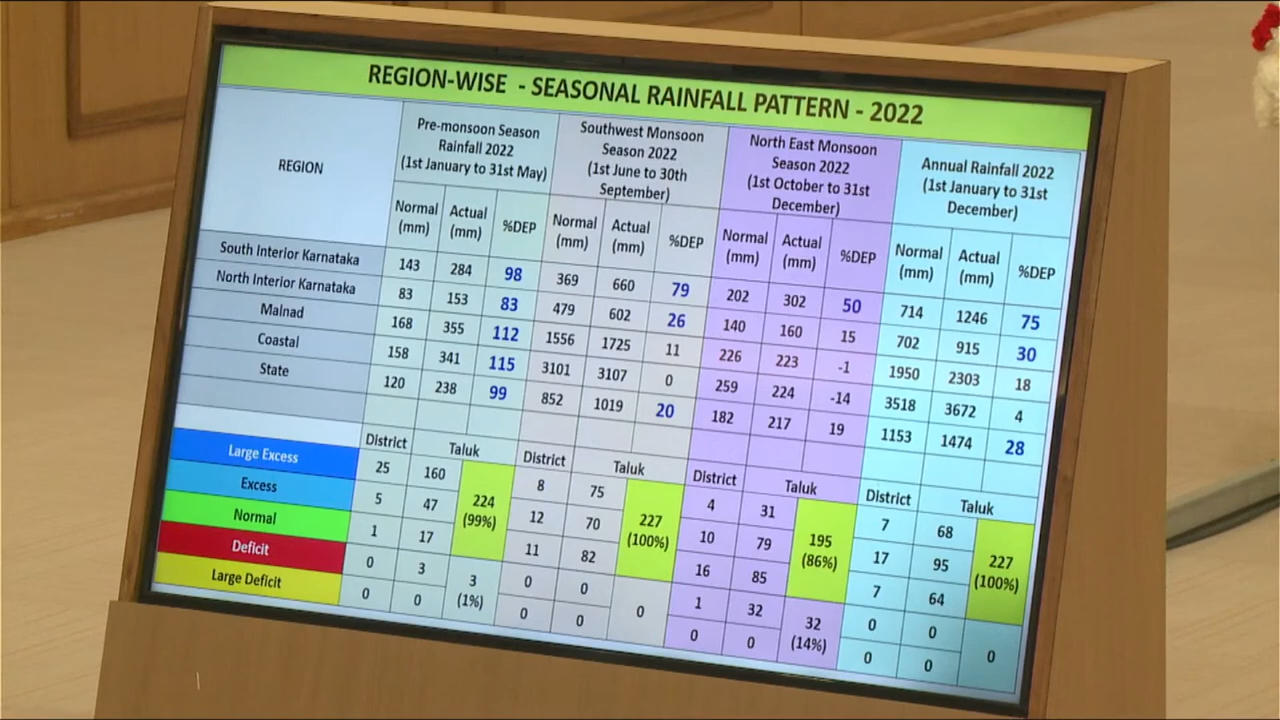 REGION-WISE - SEASONAL RAINFALL PATTERN - 2022
REGION
Pre-monsoon Season Rainfall 2022 (1st January to 31st May)
Southwest Monsoon Season 2022 (1st June to 30th September)
North East Monsoon Season 2022 (1st October to 31st December)
Annual Rainfall 2022 (1st January to 31st December)
Normal (mm) Actual (mm) %DEP Normal (mm) Actual (mm) %DEP Normal (mm) Actual (mm) %DEP Normal (mm) Actual (mm) %DEP
South Interior Karnataka 143 284 98 369 660 79 202 302 50 714 1246 75
North Interior Karnataka 83 153 83 479 602 26 140 160 15 702 915 30
Malnad 168 355 112 1556 1725 11 226 223 -1 1950 2303 18
Coastal 158 341 115 3101 3107 0 259 224 -14 3518 3672 4
State 120 238 99 852 1019 20 182 217 19 1153 1474 28
District Taluk District Taluk District Taluk District Taluk
Large Excess 25 160 8 75 4 31 7 68
Excess 5 47 224 (99%) 12 70 227 (100%) 10 79 195 (86%) 17 95 227 (100%)
Normal 1 17 11 82 16 85 7 64
Deficit 0 3 3 (1%) 0 0 0 1 32 32 (14%) 0 0 0
Large Deficit 0 0 0 0 0 0 0 0